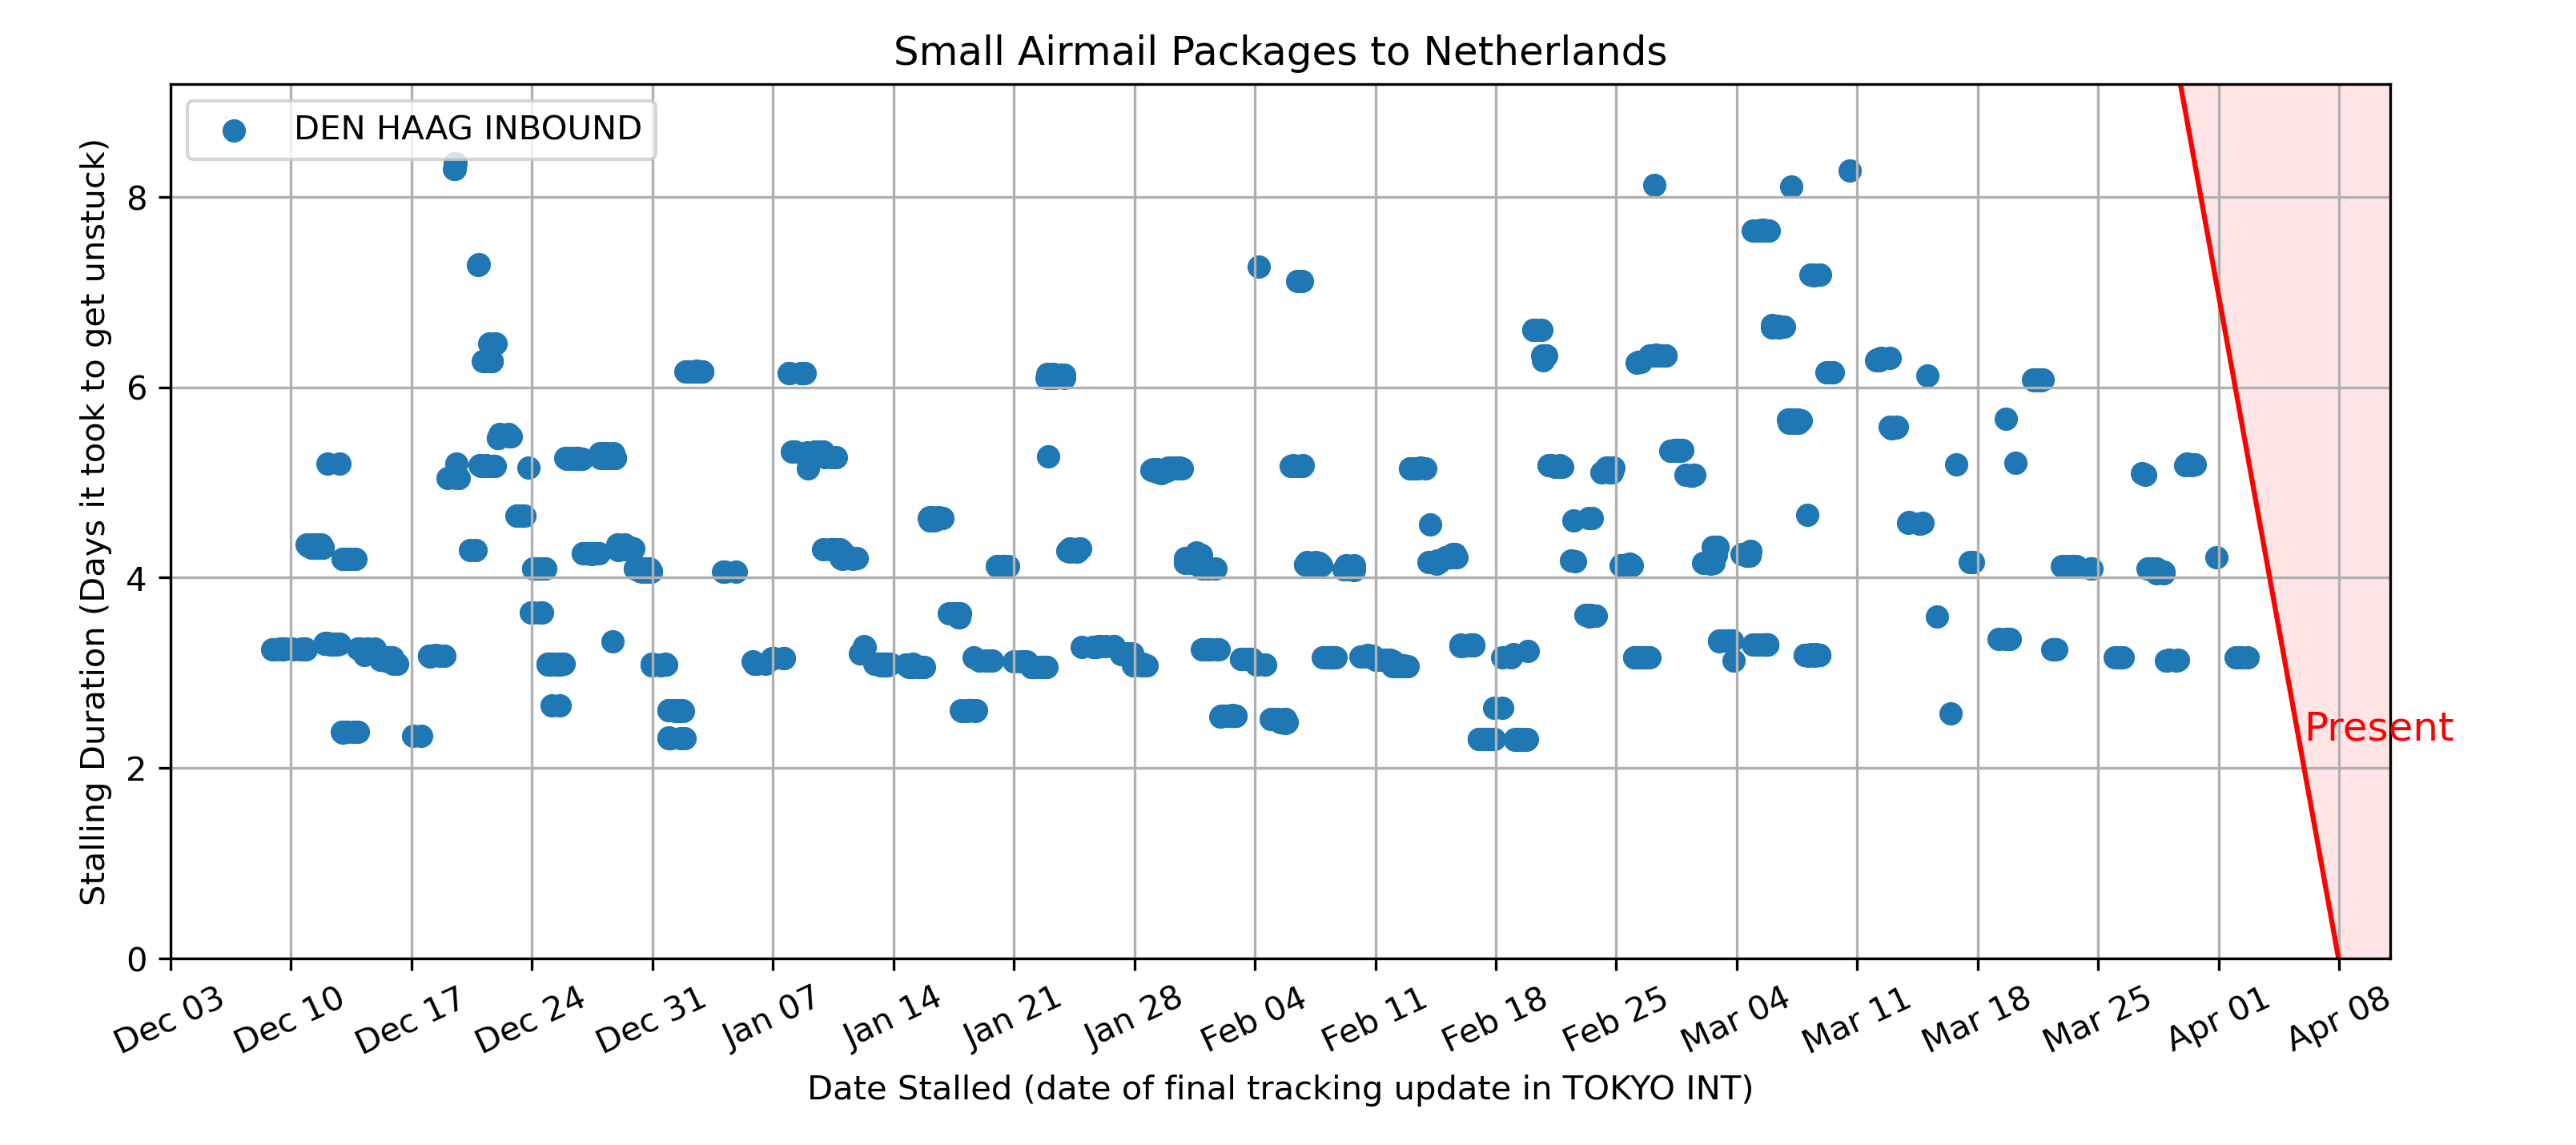 Small Airmail Packages to Netherlands
DEN HAAG INBOUND
Stalling Duration (Days it took to get unstuck)
8
6
4
2
0
Present
Dec 03
Dec 10
Dec 17
Dec 24
Dec 31
Jan 07
Jan 14
Jan 21
Jan 28
Feb 04
Feb 11
Feb 18
Feb 25
Mar 04
Mar 11
Mar 18
Mar 25
Apr 01
Apr 08
Date Stalled (date of final tracking update in TOKYO INT)